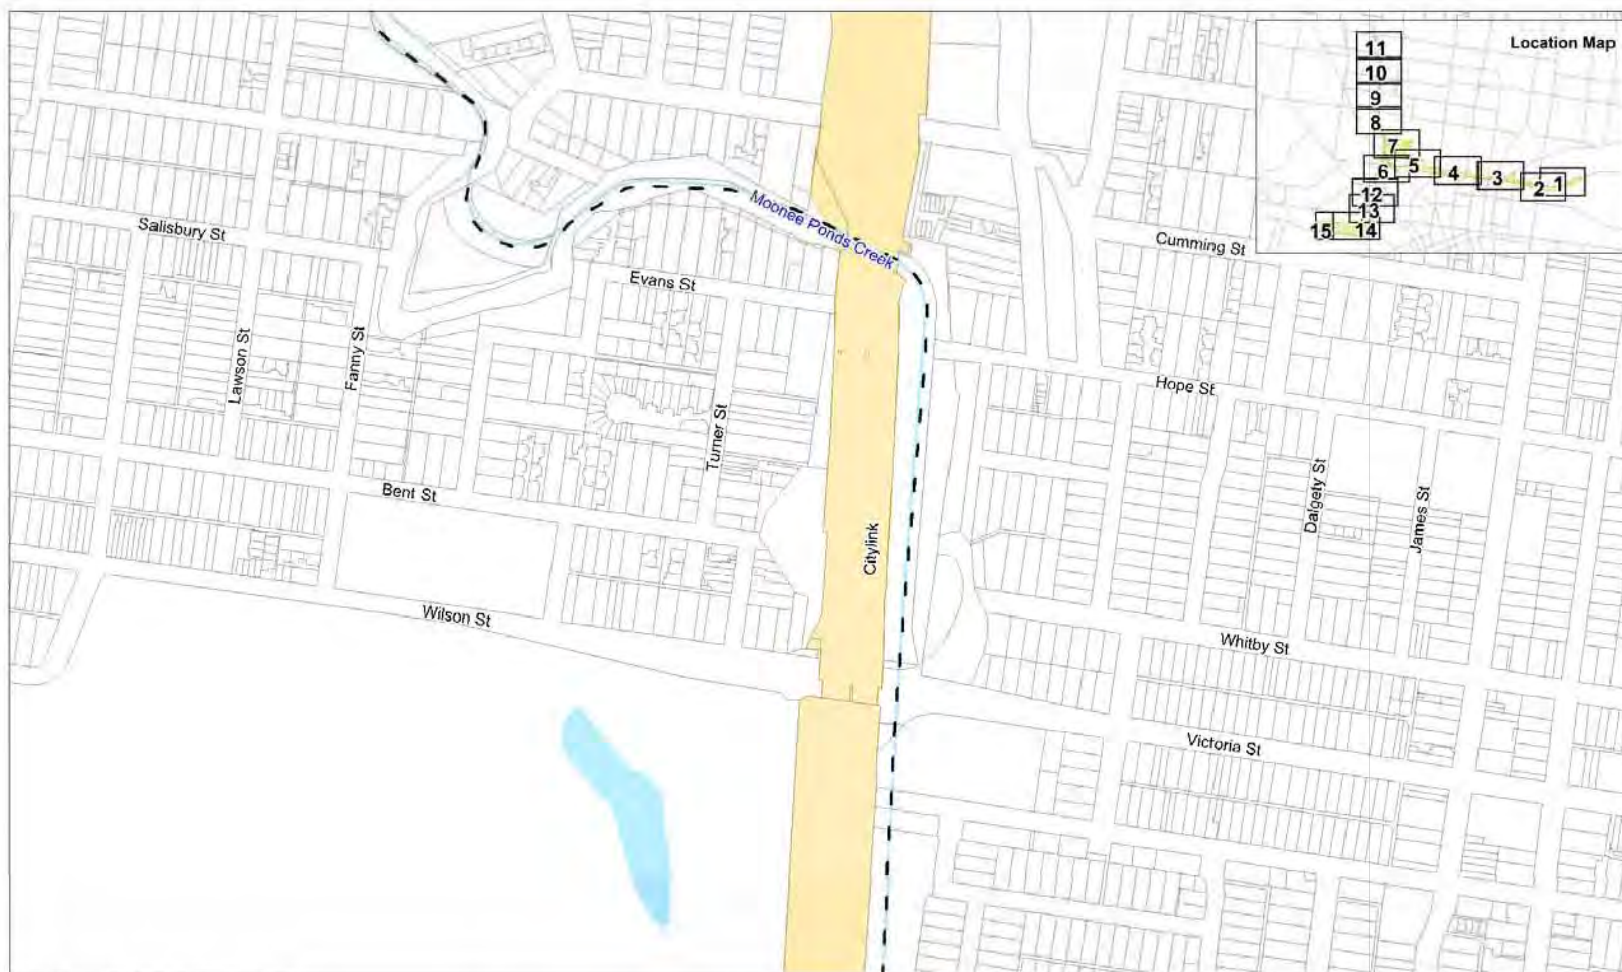 Location Map
11
10
9
8
7
5
6
4
3
2
1
12
13
15
14
Moonee Ponds Creek
Salisbury St
Cumming St
Evans St
Lawson St
Fanny St
Hope St
Turner St
Bent St
Dalgety St
James St
Citylink
Wilson St
Whitby St
Victoria St